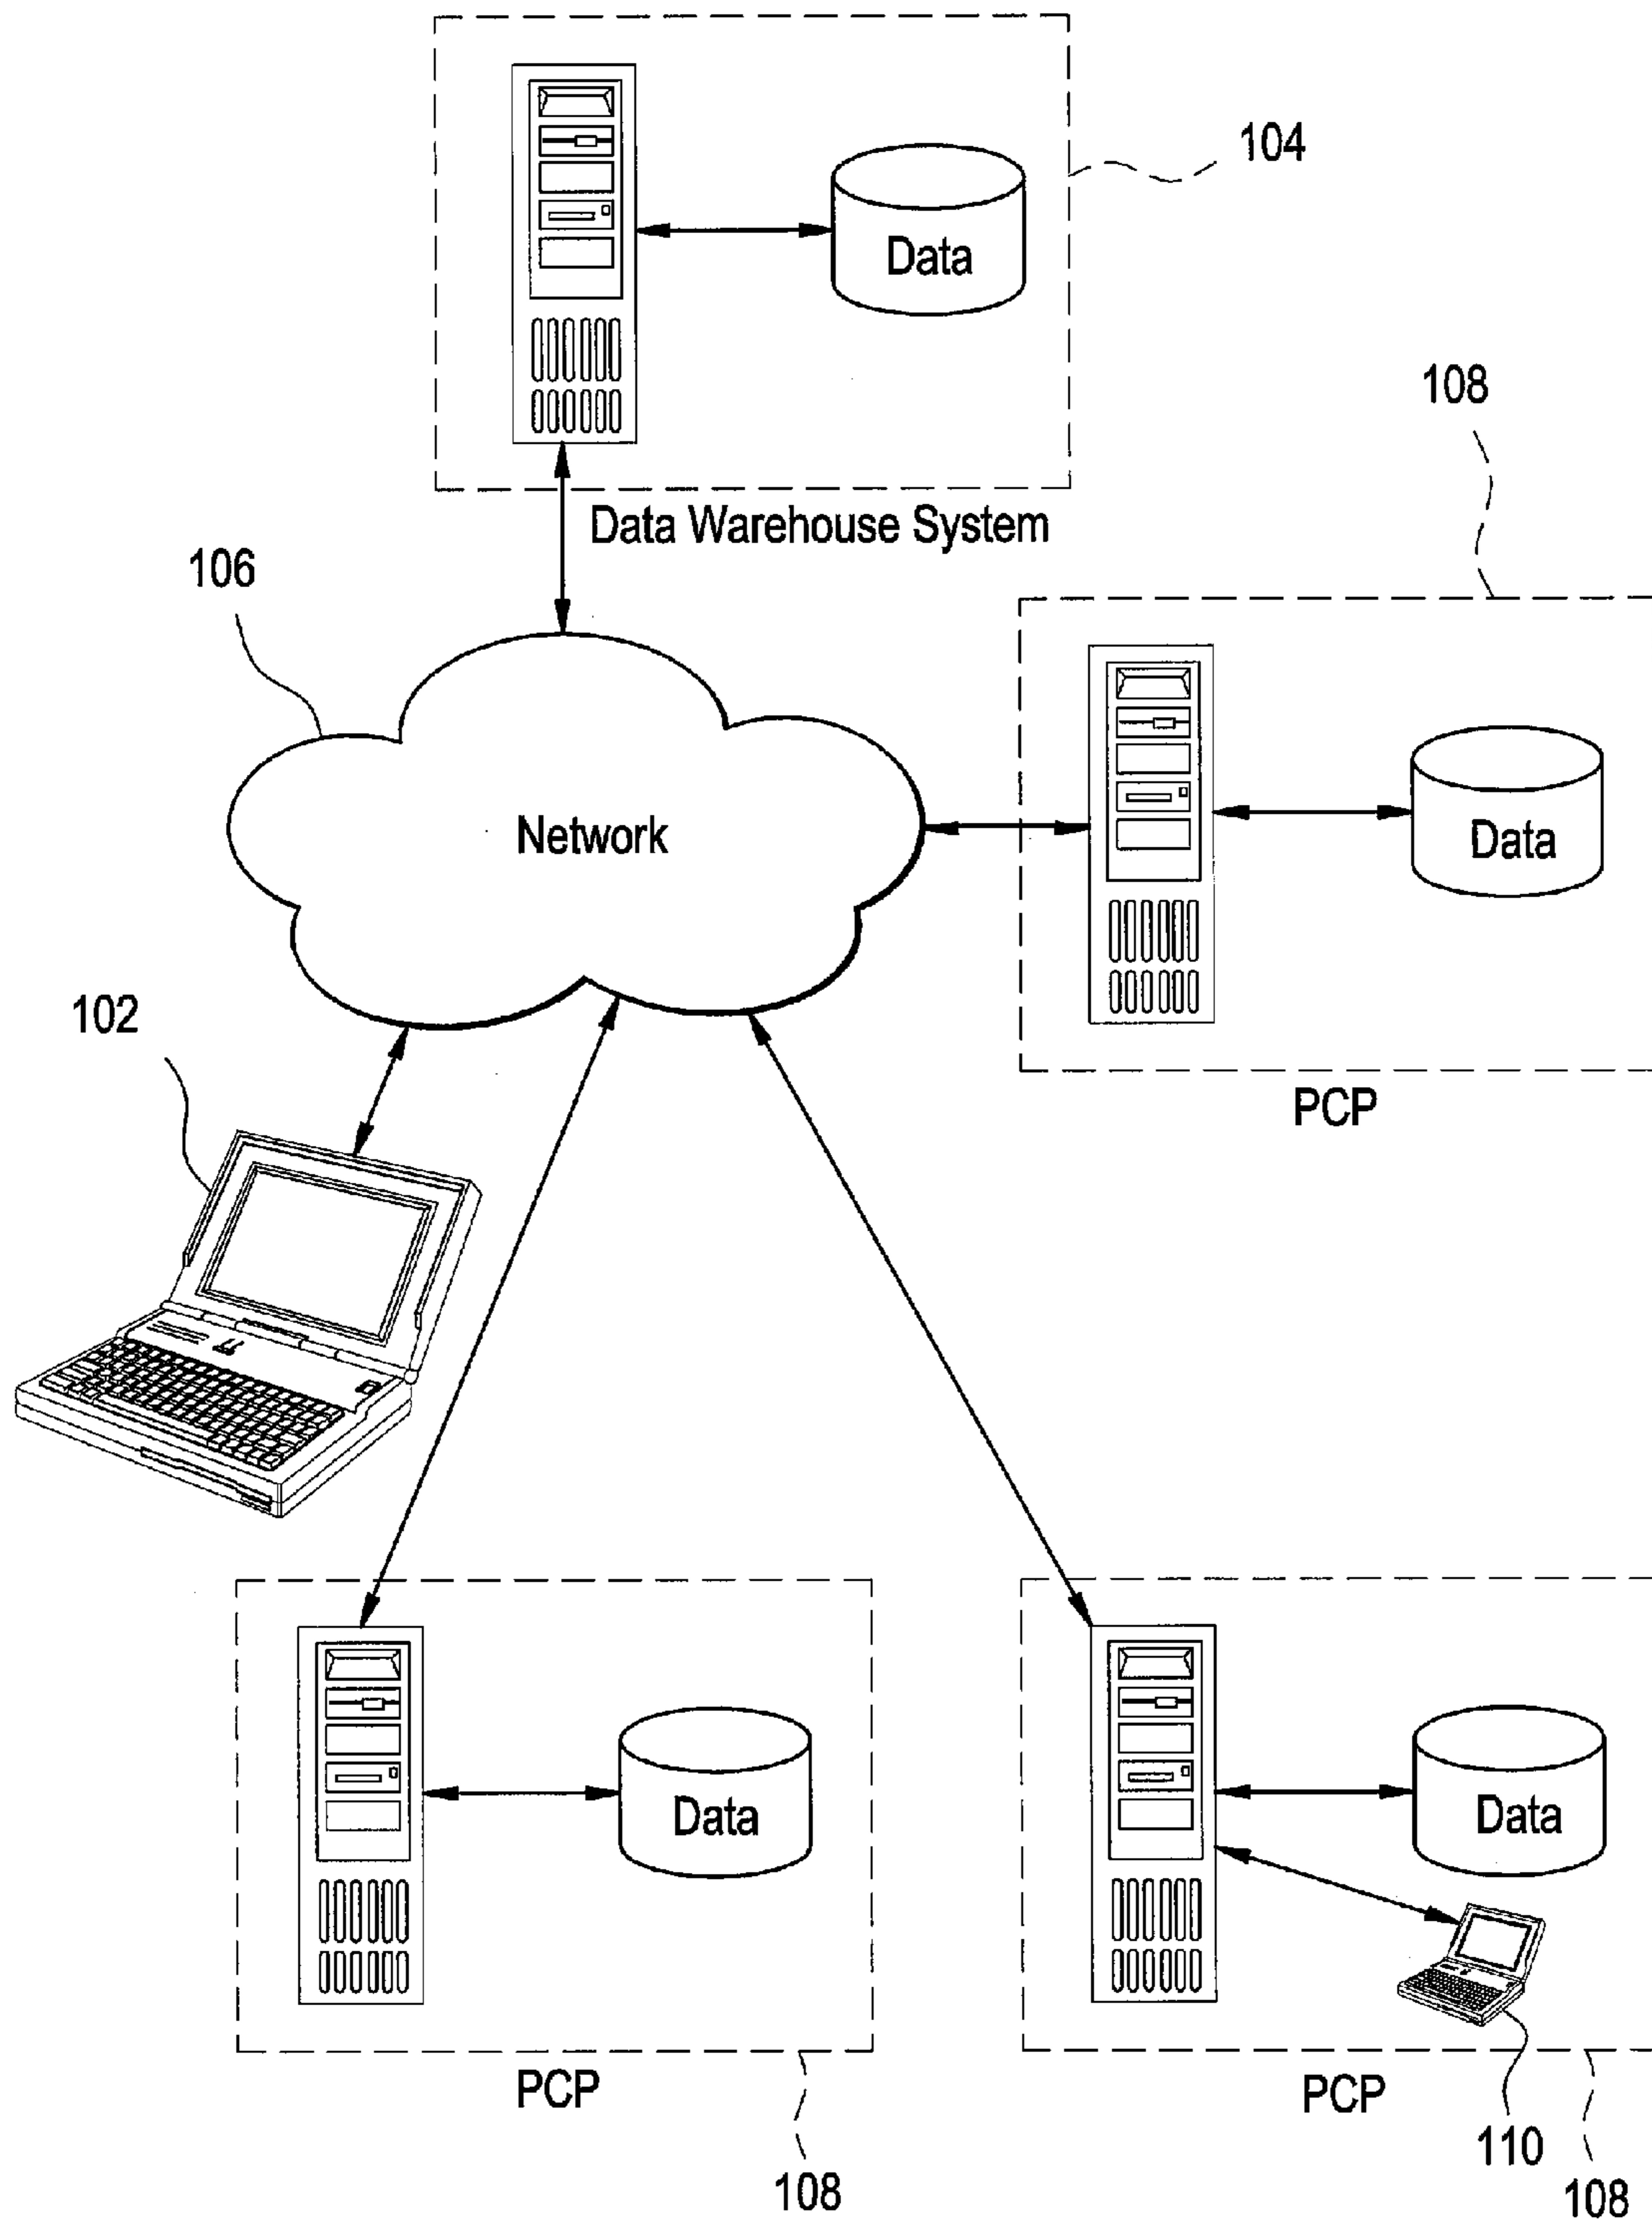 104
Data
108
Data Warehouse System
106
Network
Data
102
PCP
Data
Data
PCP
PCP
110
108
108